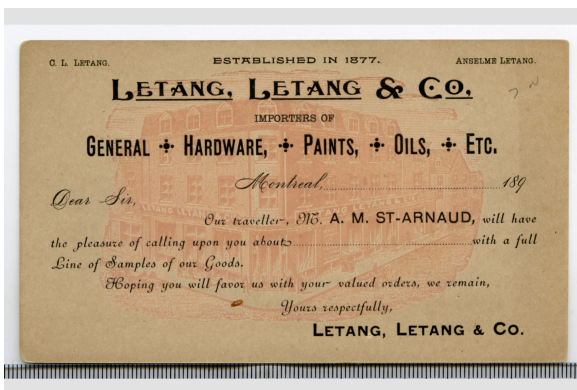 C. L. LETANG. ESTABLISHED IN 1877. ANSELME LETANG.
LETANG, LETANG & CO.
IMPORTERS OF
GENERAL HARDWARE, PAINTS, OILS, ETC.
Montreal, 189
Dear Sir,
Our traveller, M. A. M. ST-ARNAUD, will have
the pleasure of calling upon you about with a full
Line of Samples of our Goods.
Hoping you will favor us with your valued orders, we remain,
Yours respectfully,
LETANG, LETANG & CO.